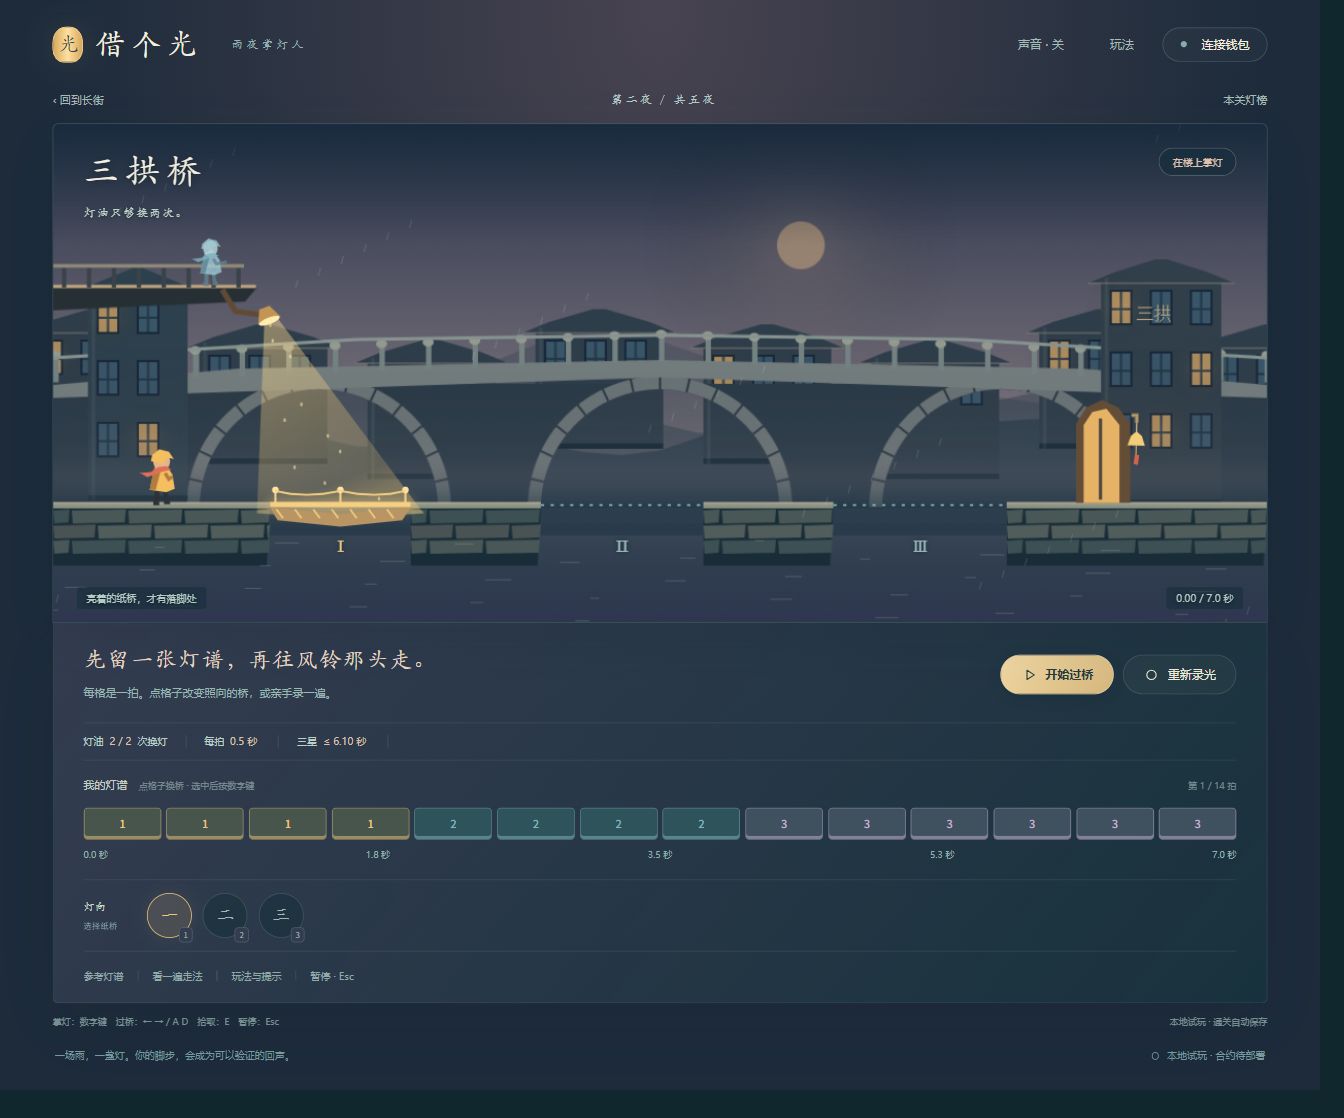 光 借个光 雨夜掌灯人 声音 · 关 玩法 连接钱包
‹ 回到长街 第二夜 / 共五夜 本关灯榜
三拱桥 在楼上掌灯
灯油只够换两次。
三拱
I II III
亮着的纸桥，才有落脚处 0.00 / 7.0 秒
先留一张灯谱，再往风铃那头走。 开始过桥 重新录光
每格是一拍。点格子改变照向的桥，或亲手录一遍。
灯油 2 / 2 次换灯 每拍 0.5 秒 三星 ≤ 6.10 秒
我的灯谱 点格子换桥 · 选中后按数字键 第 1 / 14 拍
1 1 1 1 2 2 2 2 3 3 3 3 3 3
0.0 秒 1.8 秒 3.5 秒 5.3 秒 7.0 秒
灯向 一 二 三
选择纸桥 1 2 3
参考灯谱 看一遍走法 玩法与提示 暂停 · Esc
掌灯：数字键 过桥：← → / A D 拾取：E 暂停：Esc 本地试玩 · 通关自动保存
一场雨，一盏灯。你的脚步，会成为可以验证的回声。 本地试玩 · 合约待部署